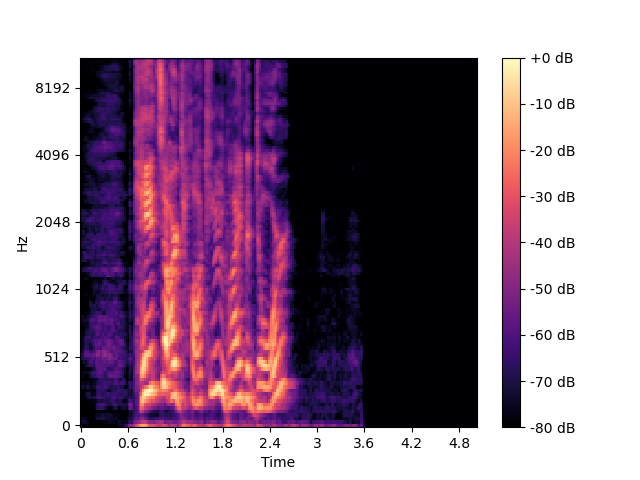 8192
4096
2048
1024
512
0
Hz
0 0.6 1.2 1.8 2.4 3 3.6 4.2 4.8
Time
+0 dB
-10 dB
-20 dB
-30 dB
-40 dB
-50 dB
-60 dB
-70 dB
-80 dB